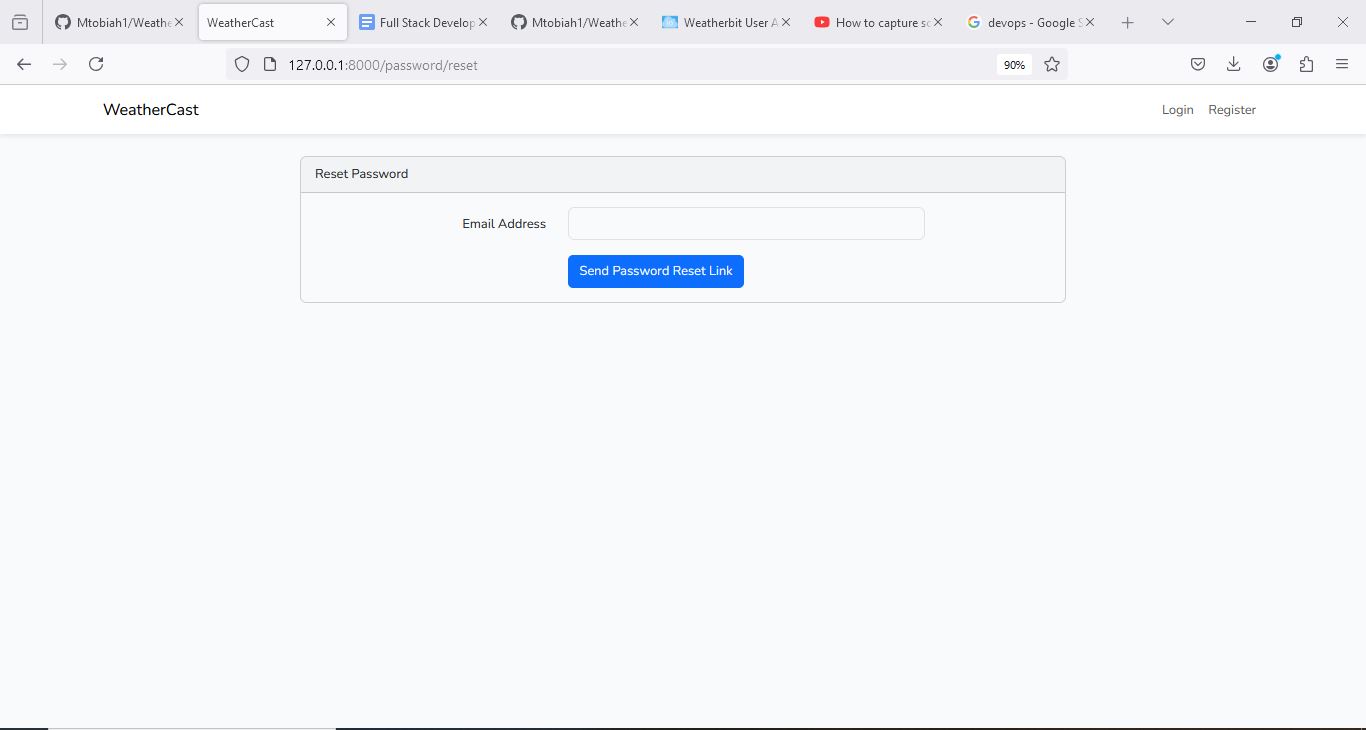 Mtobiah1/Weathe
WeatherCast
Full Stack Develop
Mtobiah1/Weathe
Weatherbit User A
How to capture sc
devops - Google S
127.0.0.1:8000/password/reset
90%
WeatherCast
Login
Register
Reset Password
Email Address
Send Password Reset Link